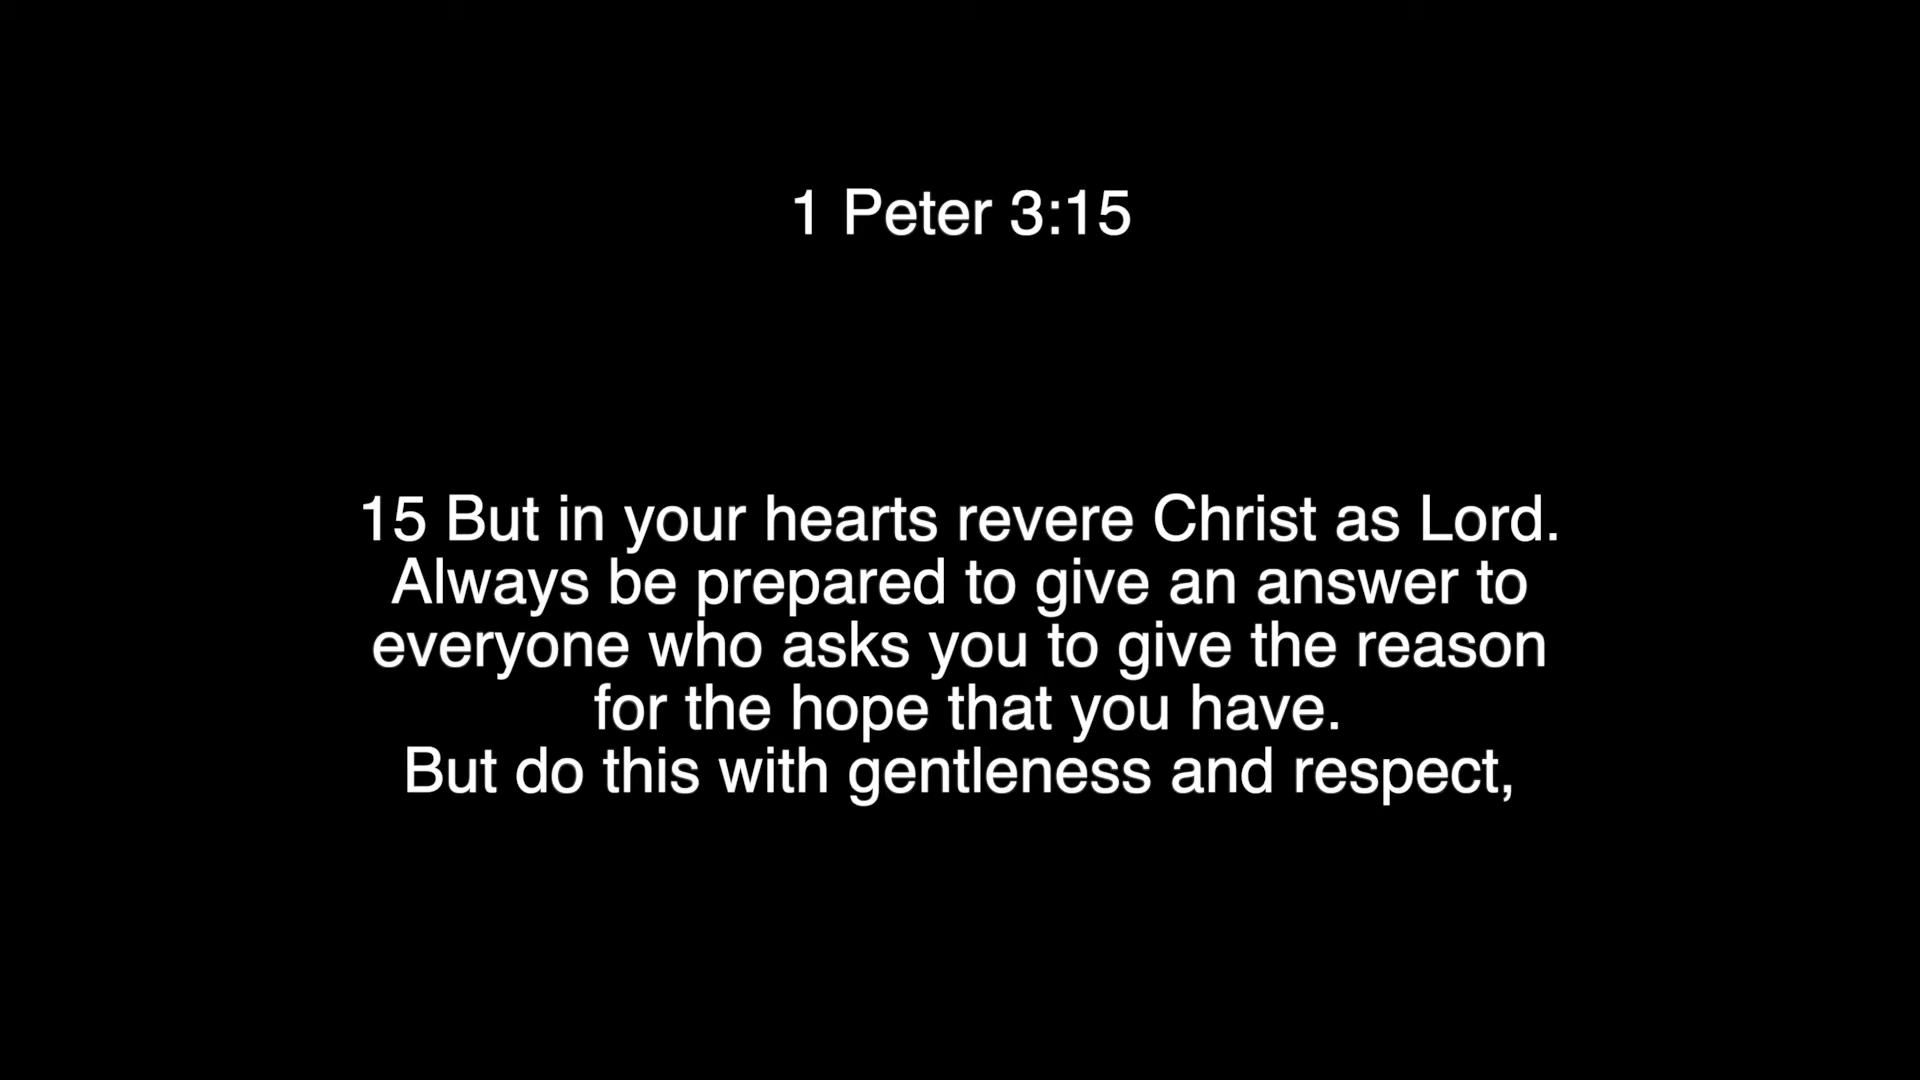 1 Peter 3:15
15 But in your hearts revere Christ as Lord.
Always be prepared to give an answer to
everyone who asks you to give the reason
for the hope that you have.
But do this with gentleness and respect,